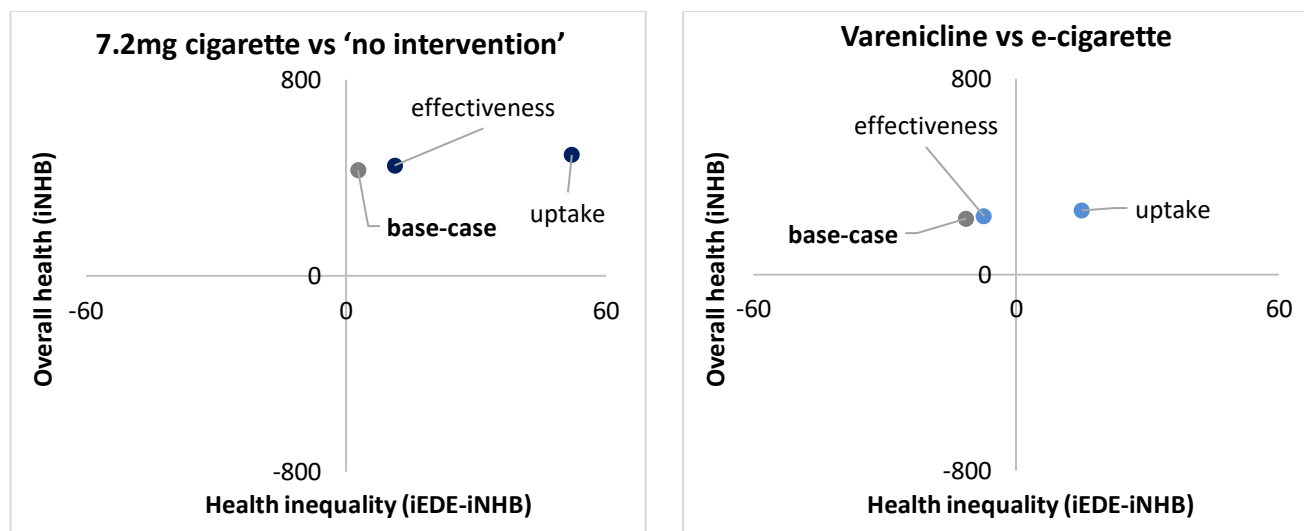 7.2mg cigarette vs ‘no intervention’
800
effectiveness
base-case
uptake
0
-60
0
60
-800
Overall health (iNHB)
Health inequality (iEDE-iNHB)
Varenicline vs e-cigarette
800
effectiveness
uptake
base-case
0
-60
0
60
-800
Overall health (iNHB)
Health inequality (iEDE-iNHB)